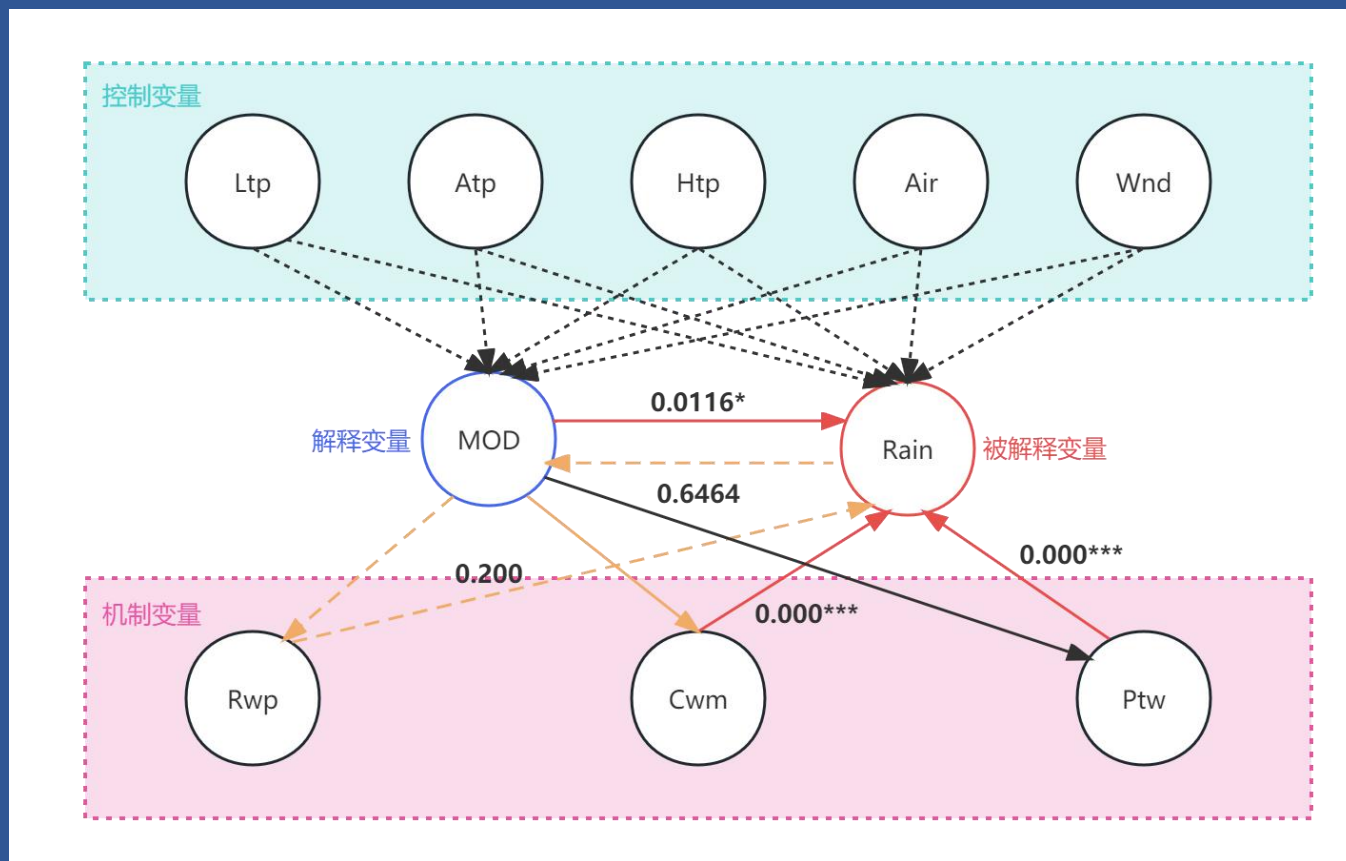 控制变量
Ltp
Atp
Htp
Air
Wnd
0.0116*
解释变量
MOD
Rain
被解释变量
0.6464
0.000***
0.200
机制变量
0.000***
Rwp
Cwm
Ptw